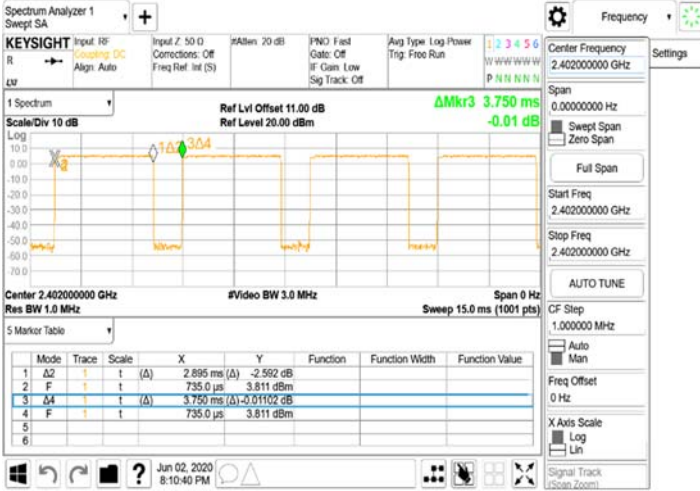 Spectrum Analyzer 1
Swept SA
+
Frequency
KEYSIGHT
R
LXI
Input: RF
Coupling: DC
Align: Auto
Input Z: 50 Ω
Corrections: Off
Freq Ref: Int (S)
#Atten: 20 dB
PNO: Fast
Gate: Off
IF Gain: Low
Sig Track: Off
Avg Type: Log-Power
Trig: Free Run
1 2 3 4 5 6
W W W W W W
P N N N N N
Center Frequency
2.402000000 GHz
Settings
1 Spectrum
Scale/Div 10 dB
Ref Lvl Offset 11.00 dB
Ref Level 20.00 dBm
ΔMkr3 3.750 ms
-0.01 dB
Span
0.00000000 Hz
Swept Span
Zero Span
Full Span
Start Freq
2.402000000 GHz
Stop Freq
2.402000000 GHz
AUTO TUNE
CF Step
1.000000 MHz
Auto
Man
Freq Offset
0 Hz
X Axis Scale
Log
Lin
Signal Track
(Span Zoom)
Log
10.0
0.00
-10.0
-20.0
-30.0
-40.0
-50.0
-60.0
-70.0
3Δ4
Center 2.402000000 GHz
#Video BW 3.0 MHz
Span 0 Hz
Res BW 1.0 MHz
Sweep 15.0 ms (1001 pts)
5 Marker Table
Mode Trace Scale X Y Function Function Width Function Value
1 Δ2 1 t (Δ) 2.895 ms (Δ) -2.592 dB
2 F 1 t 735.0 µs 3.811 dBm
3 Δ4 1 t (Δ) 3.750 ms (Δ) -0.01102 dB
4 F 1 t 735.0 µs 3.811 dBm
5
6
?
Jun 02, 2020
8:10:40 PM